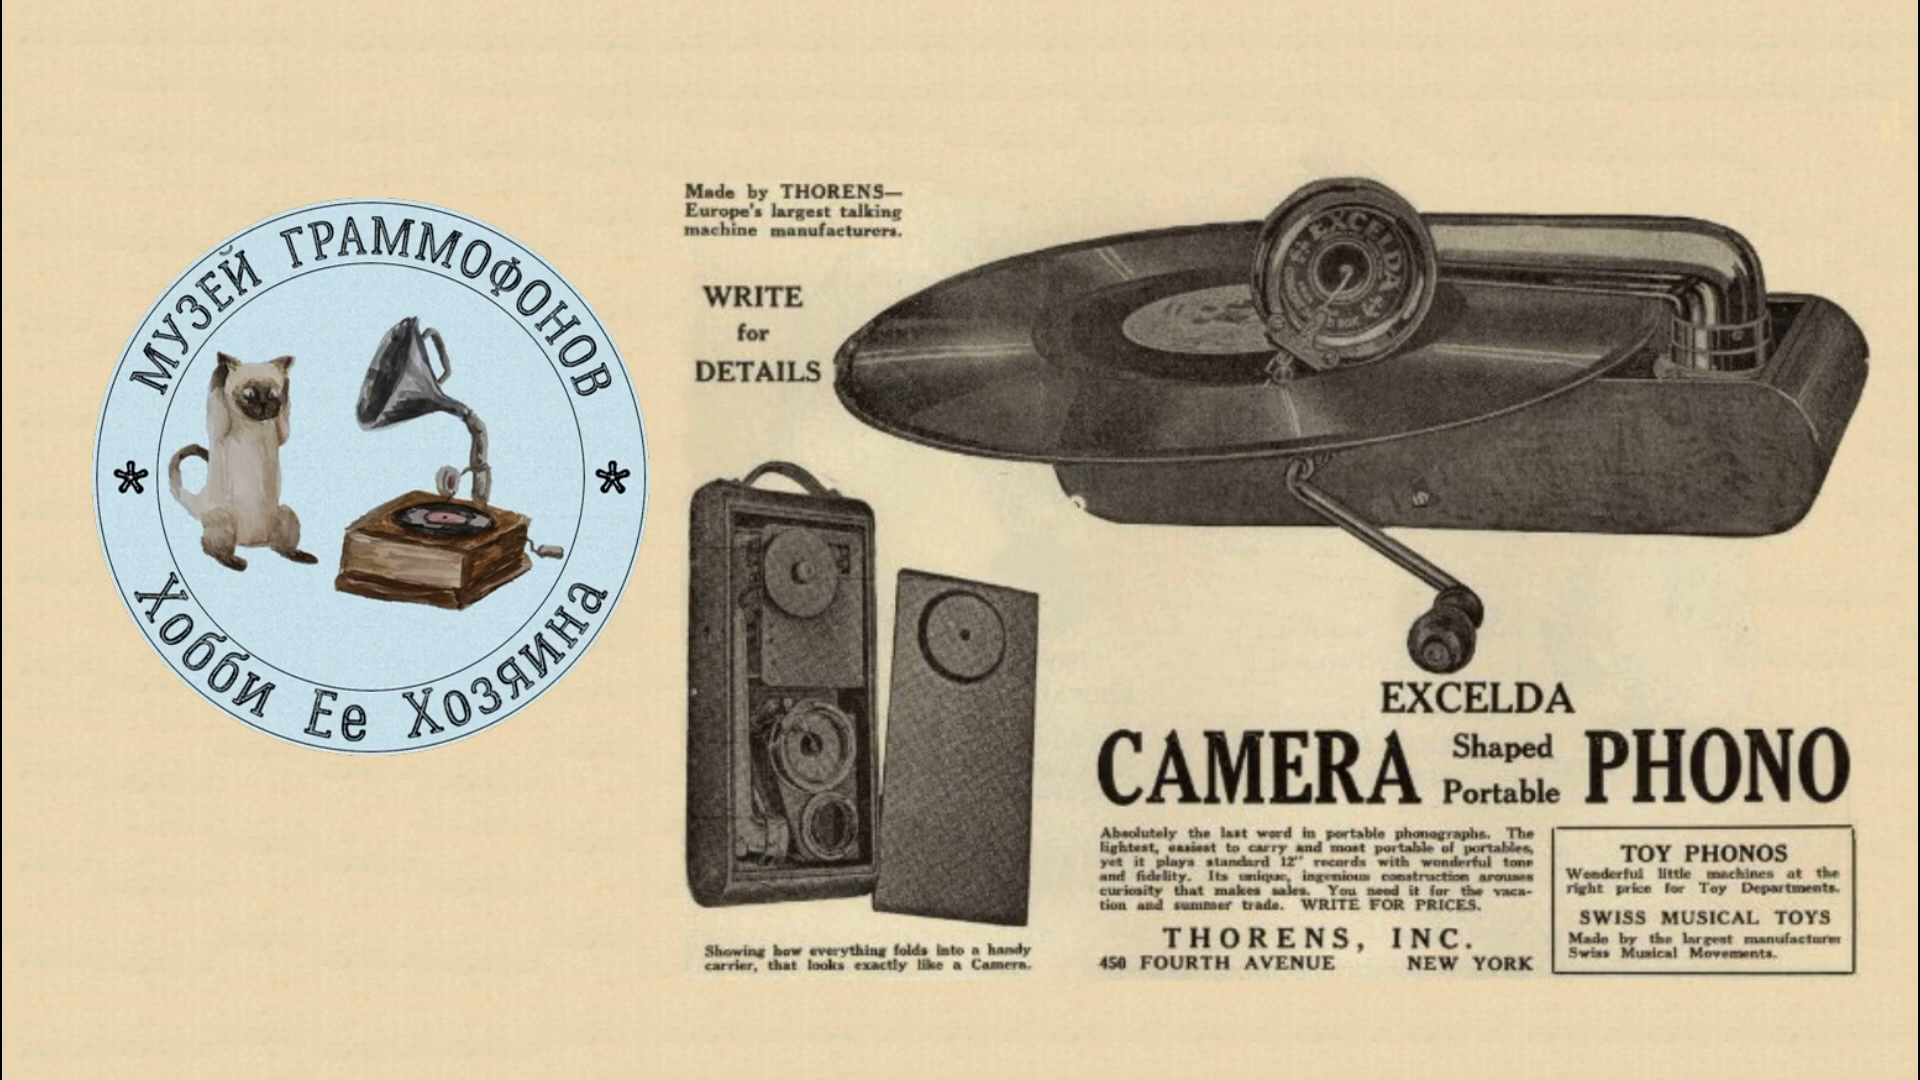 МУЗЕЙ ГРАММОФОНОВ
Хобби Ее Хозяина
Made by THORENS—
Europe's largest talking
machine manufacturers.
WRITE
for
DETAILS
EXCELDA
Showing how everything folds into a handy
carrier, that looks exactly like a Camera.
EXCELDA
CAMERA Shaped Portable PHONO
Absolutely the last word in portable phonographs. The
lightest, easiest to carry and most portable of portables,
yet it plays standard 12" records with wonderful tone
and fidelity. Its unique, ingenious construction arouses
curiosity that makes sales. You need it for the vaca-
tion and summer trade. WRITE FOR PRICES.
THORENS, INC.
450 FOURTH AVENUE NEW YORK
TOY PHONOS
Wonderful little machines at the
right price for Toy Departments.
SWISS MUSICAL TOYS
Made by the largest manufacturer
Swiss Musical Movements.